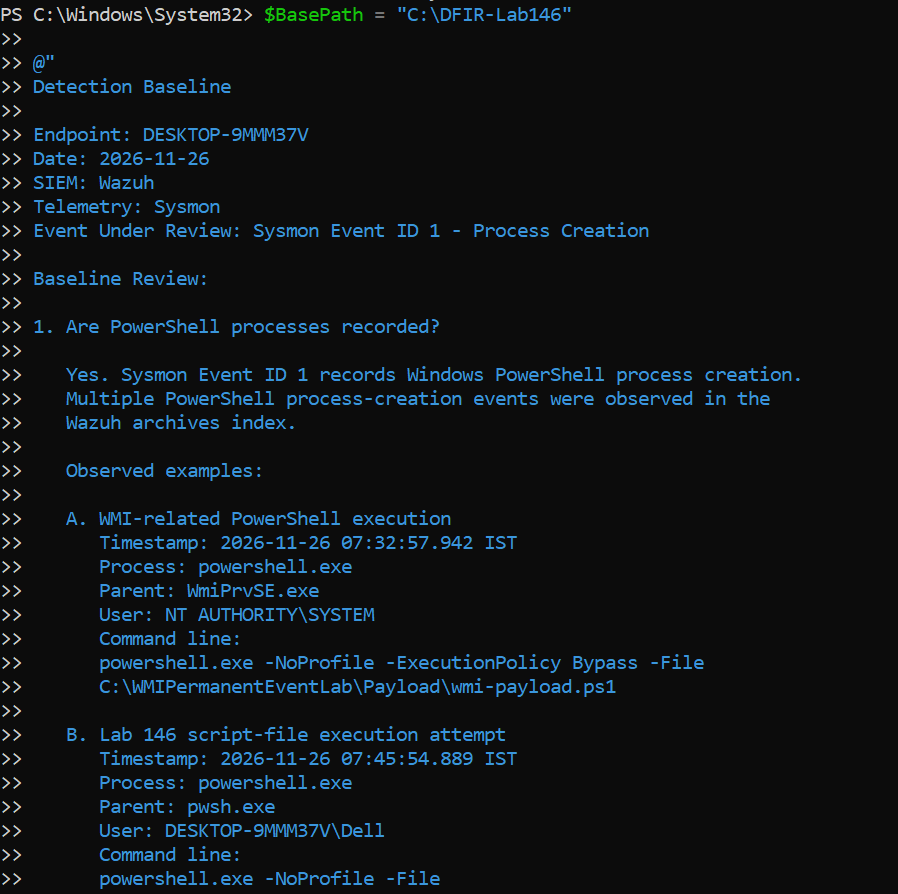 PS C:\Windows\System32> $BasePath = "C:\DFIR-Lab146"
>>
>> @"
>> Detection Baseline
>>
>> Endpoint: DESKTOP-9MMM37V
>> Date: 2026-11-26
>> SIEM: Wazuh
>> Telemetry: Sysmon
>> Event Under Review: Sysmon Event ID 1 - Process Creation
>>
>> Baseline Review:
>>
>> 1. Are PowerShell processes recorded?
>>
>>    Yes. Sysmon Event ID 1 records Windows PowerShell process creation.
>>    Multiple PowerShell process-creation events were observed in the
>>    Wazuh archives index.
>>
>>    Observed examples:
>>
>>    A. WMI-related PowerShell execution
>>       Timestamp: 2026-11-26 07:32:57.942 IST
>>       Process: powershell.exe
>>       Parent: WmiPrvSE.exe
>>       User: NT AUTHORITY\SYSTEM
>>       Command line:
>>       powershell.exe -NoProfile -ExecutionPolicy Bypass -File
>>       C:\WMIPermanentEventLab\Payload\wmi-payload.ps1
>>
>>    B. Lab 146 script-file execution attempt
>>       Timestamp: 2026-11-26 07:45:54.889 IST
>>       Process: powershell.exe
>>       Parent: pwsh.exe
>>       User: DESKTOP-9MMM37V\Dell
>>       Command line:
>>       powershell.exe -NoProfile -File